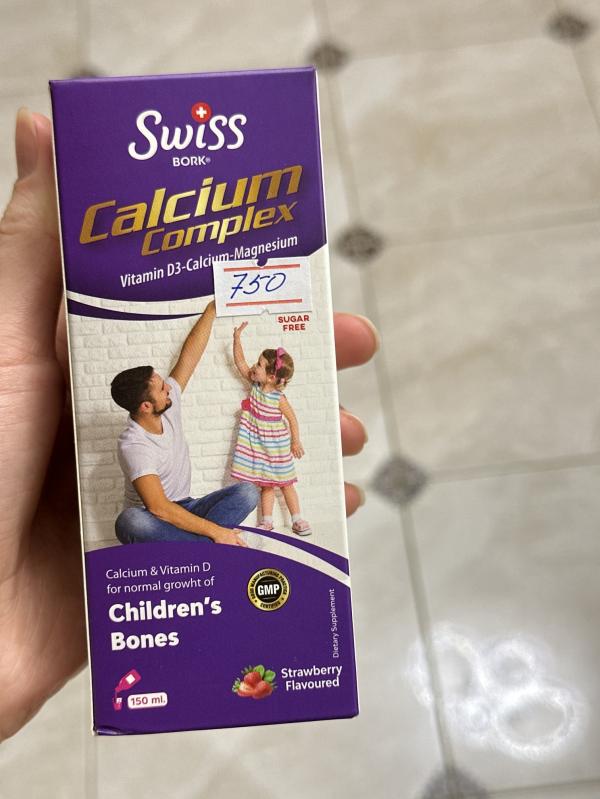 Swiss
BORK®
Calcium
Complex
Vitamin D3-Calcium-Magnesium
750
SUGAR
FREE
Calcium & Vitamin D
for normal growht of
Children's
Bones
GMP
Dietary Supplement
150 ml.
Strawberry
Flavoured